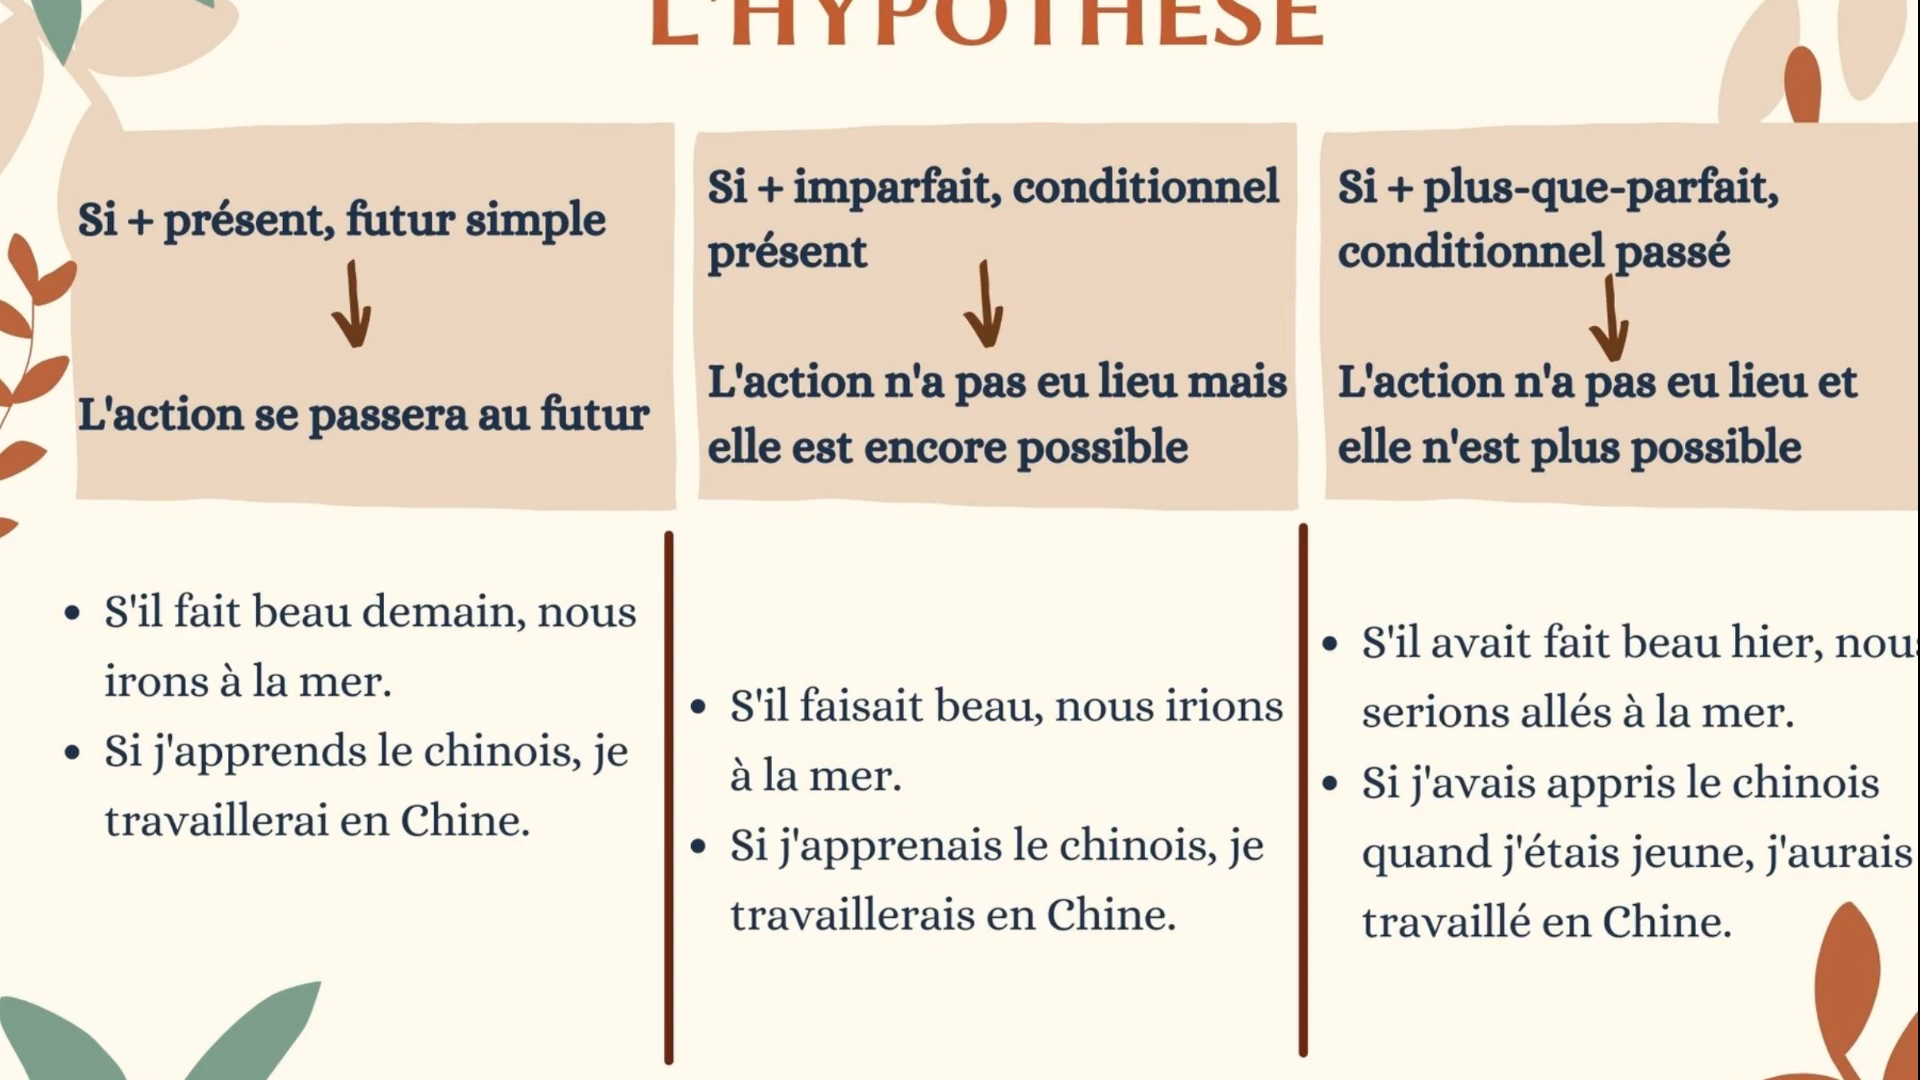 L'HYPOTHÈSE
Si + présent, futur simple
L'action se passera au futur
S'il fait beau demain, nous
irons à la mer.
Si j'apprends le chinois, je
travaillerai en Chine.
Si + imparfait, conditionnel
présent
L'action n'a pas eu lieu mais
elle est encore possible
S'il faisait beau, nous irions
à la mer.
Si j'apprenais le chinois, je
travaillerais en Chine.
Si + plus-que-parfait,
conditionnel passé
L'action n'a pas eu lieu et
elle n'est plus possible
S'il avait fait beau hier, nous
serions allés à la mer.
Si j'avais appris le chinois
quand j'étais jeune, j'aurais
travaillé en Chine.